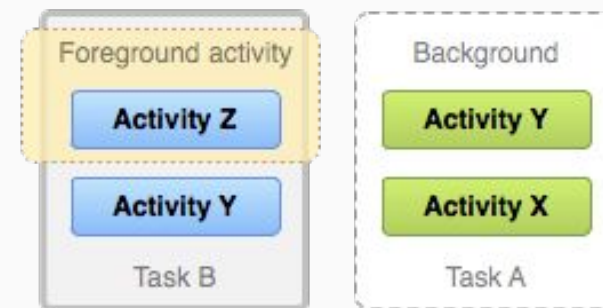 Foreground activity
Activity Z
Activity Y
Task B
Background
Activity Y
Activity X
Task A